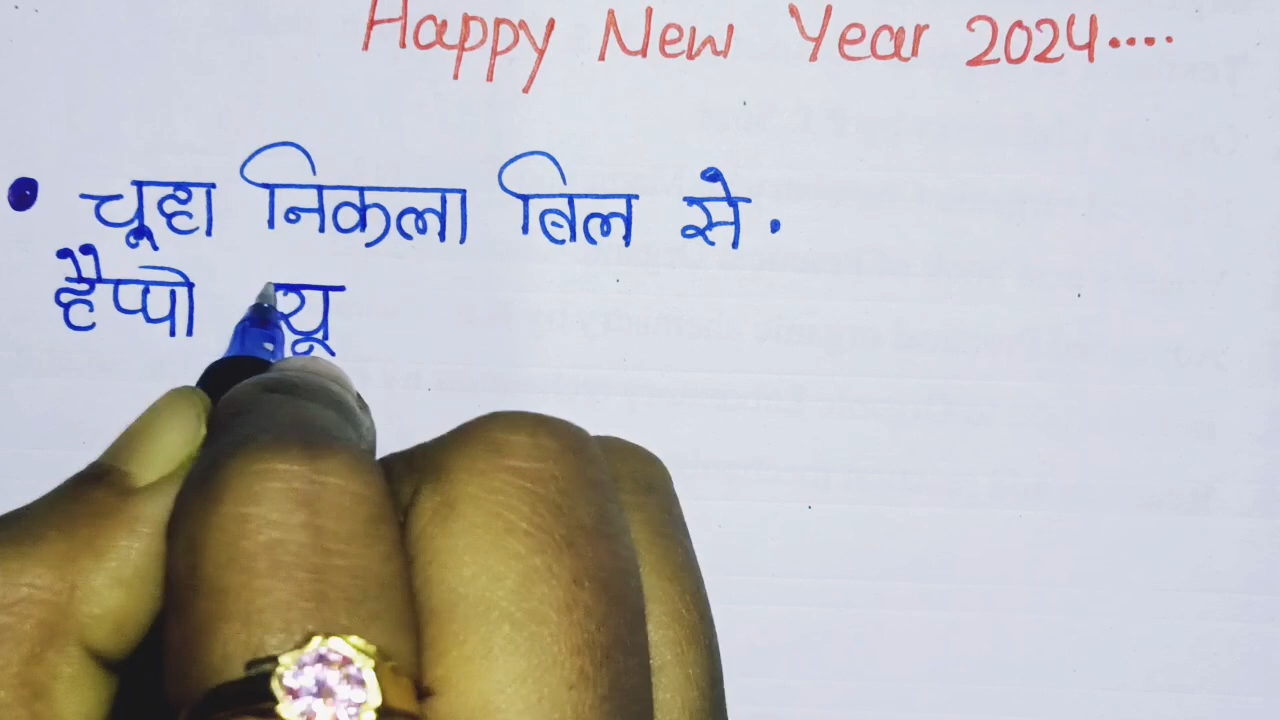 Happy New Year 2024....
• चूहा निकला बिल से.
हैप्पी न्यू